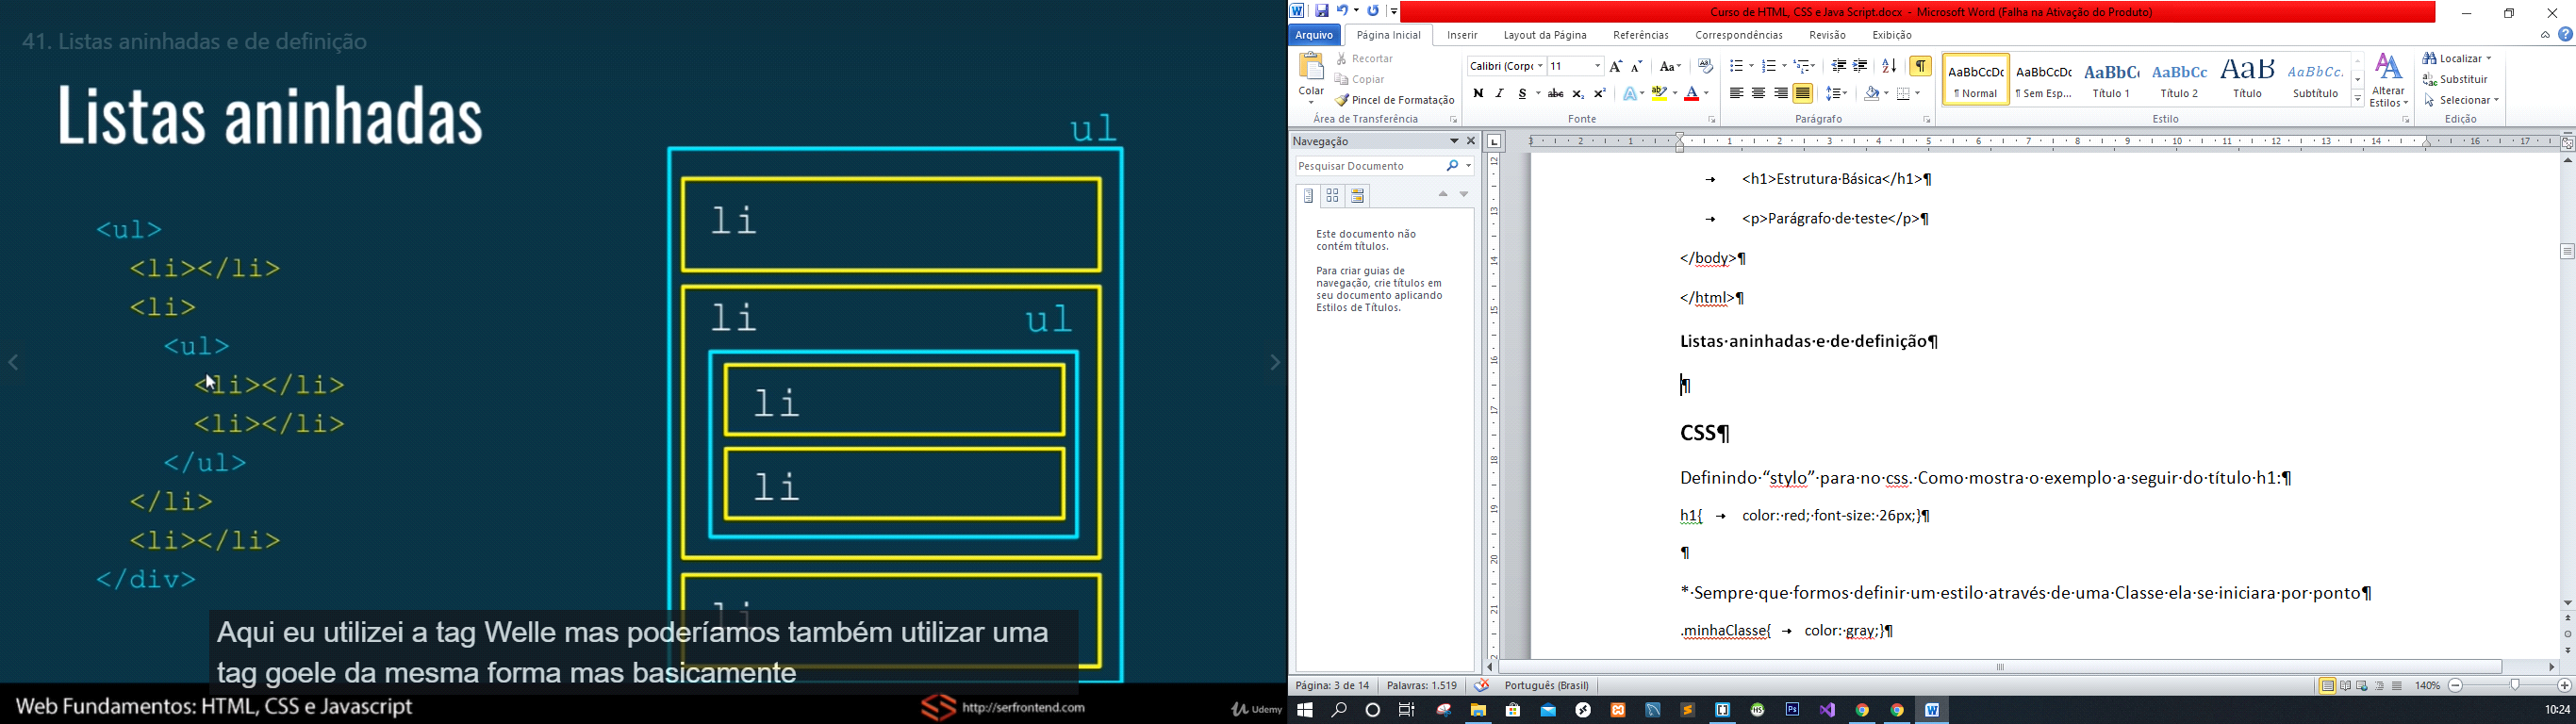 41. Listas aninhadas e de definição
Listas aninhadas
<ul>
<li></li>
<li>
<ul>
<li></li>
<li></li>
</ul>
</li>
<li></li>
</div>
ul
li
li
ul
li
li
li
Aqui eu utilizei a tag Welle mas poderíamos também utilizar uma
tag goele da mesma forma mas basicamente
Web Fundamentos: HTML, CSS e Javascript
http://serfrontend.com
Udemy
Curso de HTML, CSS e Java Script.docx - Microsoft Word (Falha na Ativação do Produto)
Arquivo
Página Inicial
Inserir
Layout da Página
Referências
Correspondências
Revisão
Exibição
Colar
Recortar
Copiar
Pincel de Formatação
Área de Transferência
Calibri (Corpo
11
Fonte
Parágrafo
AaBbCcDc
¶ Normal
AaBbCcDc
¶ Sem Esp...
AaBbC
Título 1
AaBbCc
Título 2
AaB
Título
AaBbCc.
Subtítulo
Alterar
Estilos
Estilo
Localizar
Substituir
Selecionar
Edição
Navegação
Pesquisar Documento
Este documento não
contém títulos.
Para criar guias de
navegação, crie títulos em
seu documento aplicando
Estilos de Títulos.
→ <h1>Estrutura·Básica</h1>¶
→ <p>Parágrafo·de·teste</p>¶
</body>¶
</html>¶
Listas·aninhadas·e·de·definição¶
¶
CSS¶
Definindo·“stylo”·para·no·css.·Como·mostra·o·exemplo·a·seguir·do·título·h1:¶
h1{ → color:·red;·font-size:·26px;}¶
¶
*·Sempre·que·formos·definir·um·estilo·através·de·uma·Classe·ela·se·iniciara·por·ponto¶
.minhaClasse{ → color:·gray;}¶
Página: 3 de 14
Palavras: 1.519
Português (Brasil)
140%
10:24